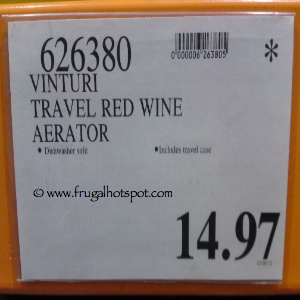 626380
0"000006"263805"
*
VINTURI
TRAVEL RED WINE
AERATOR
• Dishwasher safe •Includes travel case
© www.frugalhotspot.com
14.97